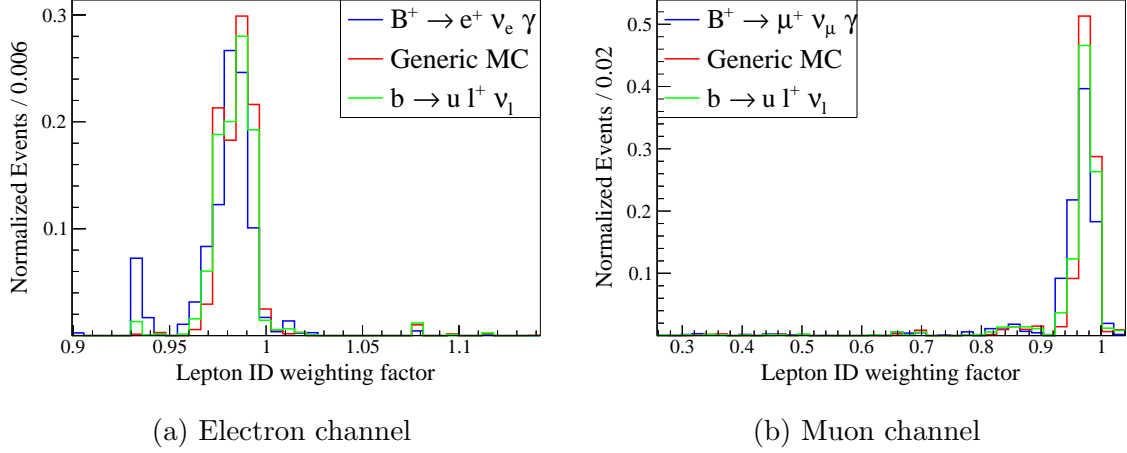 Normalized Events / 0.006
0.3
0.2
0.1
0.9
0.95
1
1.05
1.1
Lepton ID weighting factor
B⁺ → e⁺ νₑ γ
Generic MC
b → u l⁺ νₗ
(a) Electron channel
Normalized Events / 0.02
0.5
0.4
0.3
0.2
0.1
0.3
0.4
0.5
0.6
0.7
0.8
0.9
1
Lepton ID weighting factor
B⁺ → μ⁺ ν_μ γ
Generic MC
b → u l⁺ νₗ
(b) Muon channel